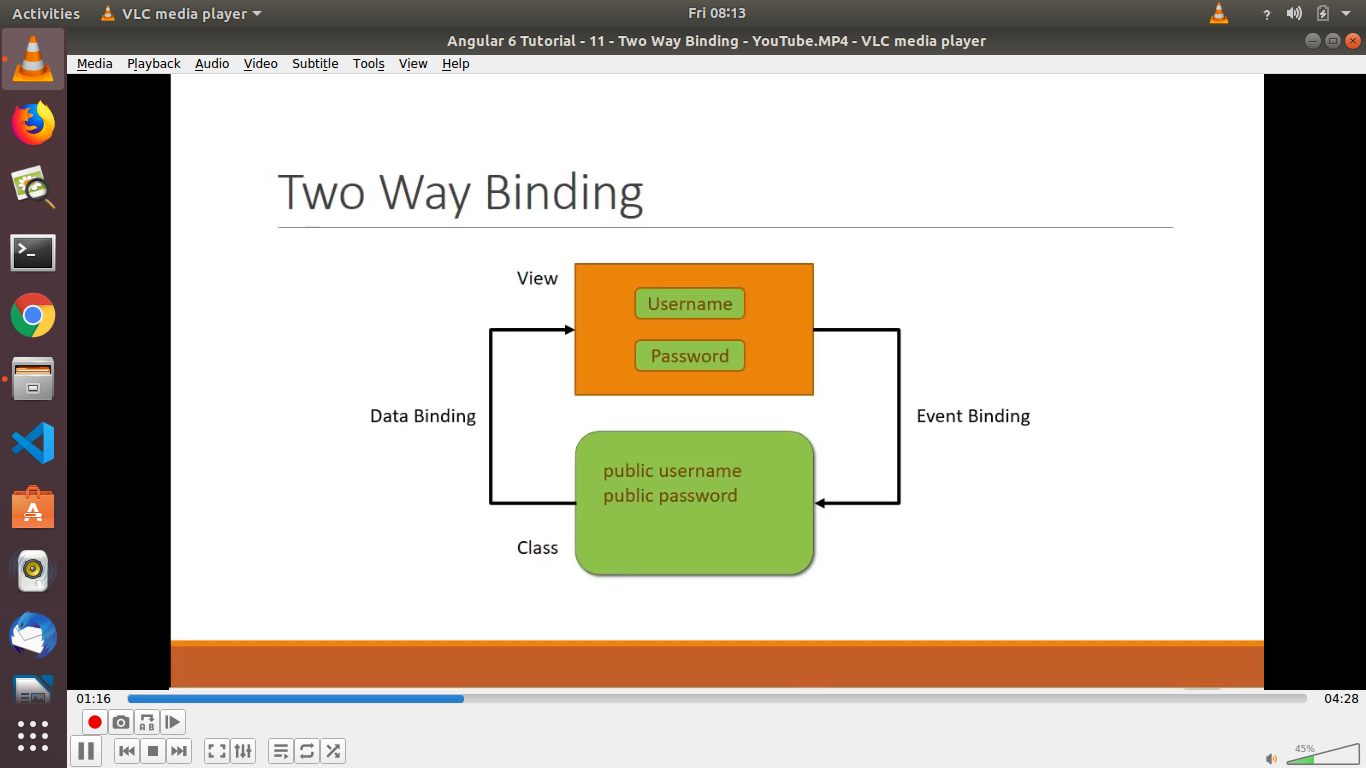 Activities
VLC media player
Fri 08:13
?
Angular 6 Tutorial - 11 - Two Way Binding - YouTube.MP4 - VLC media player
Media Playback Audio Video Subtitle Tools View Help
Two Way Binding
View
Username
Password
Data Binding
Event Binding
public username
public password
Class
01:16
04:28
A B
45%